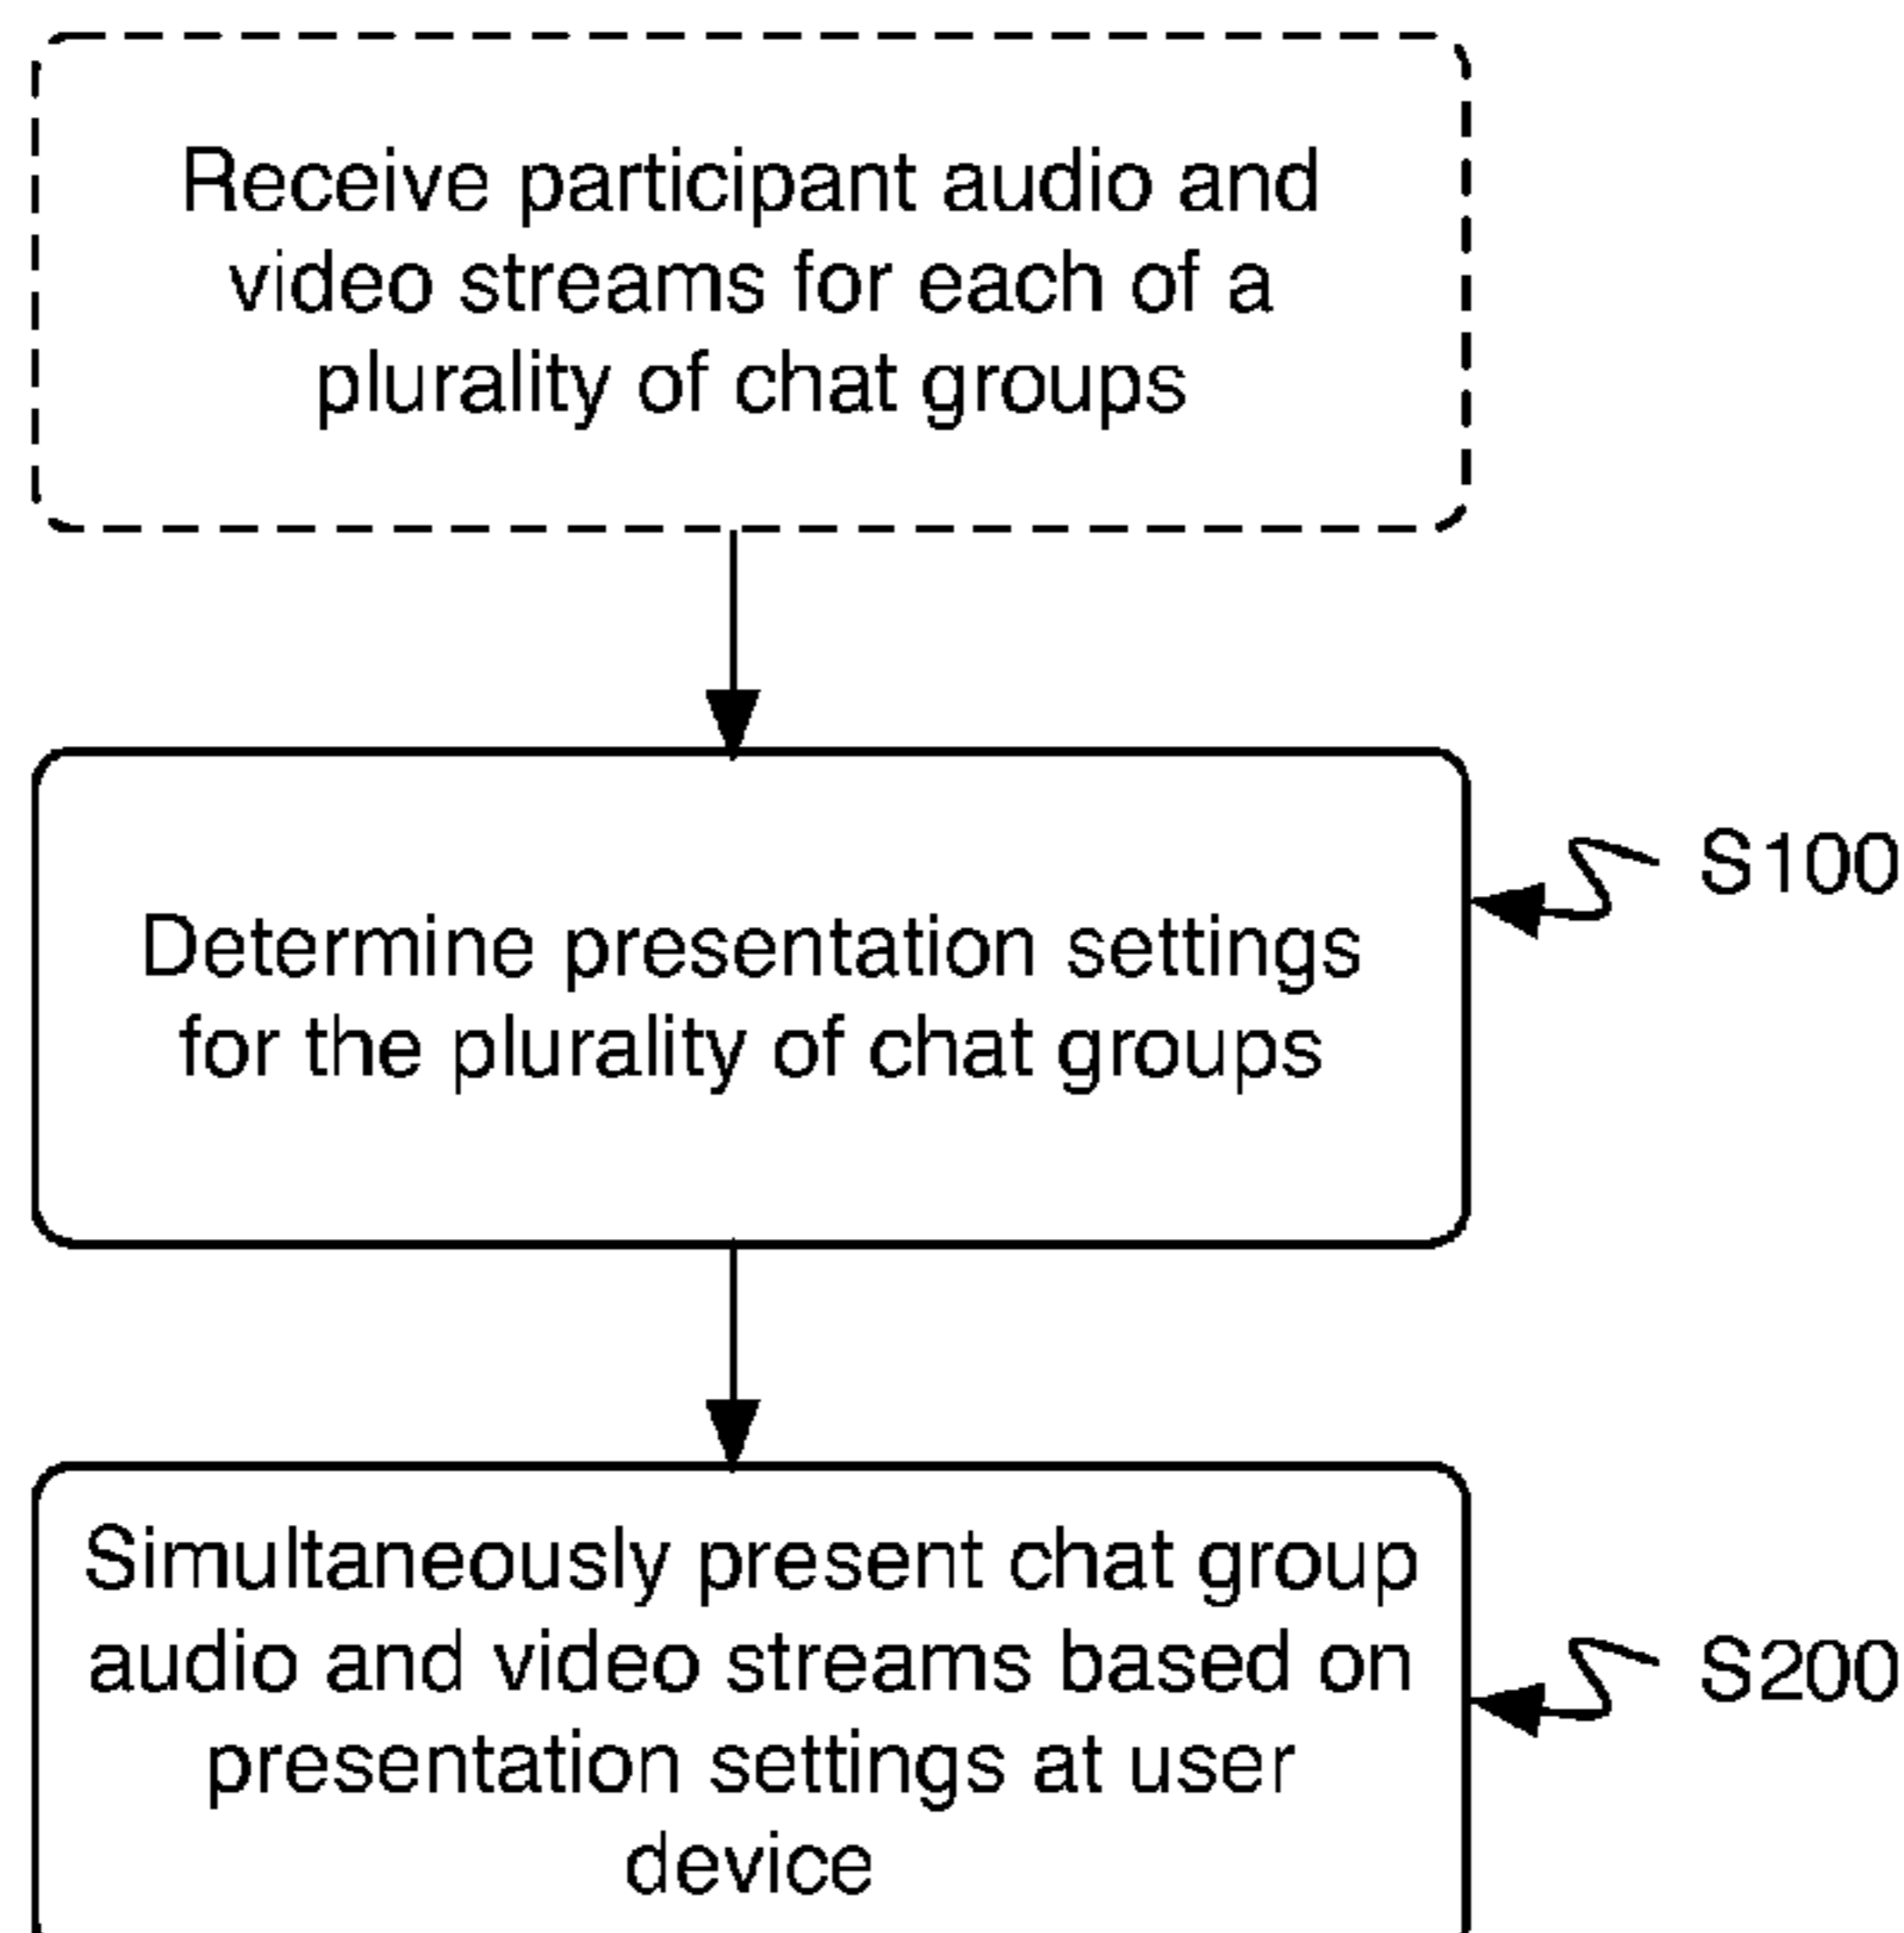 Receive participant audio and
video streams for each of a
plurality of chat groups
S100
Determine presentation settings
for the plurality of chat groups
Simultaneously present chat group
audio and video streams based on
S200
presentation settings at user
device